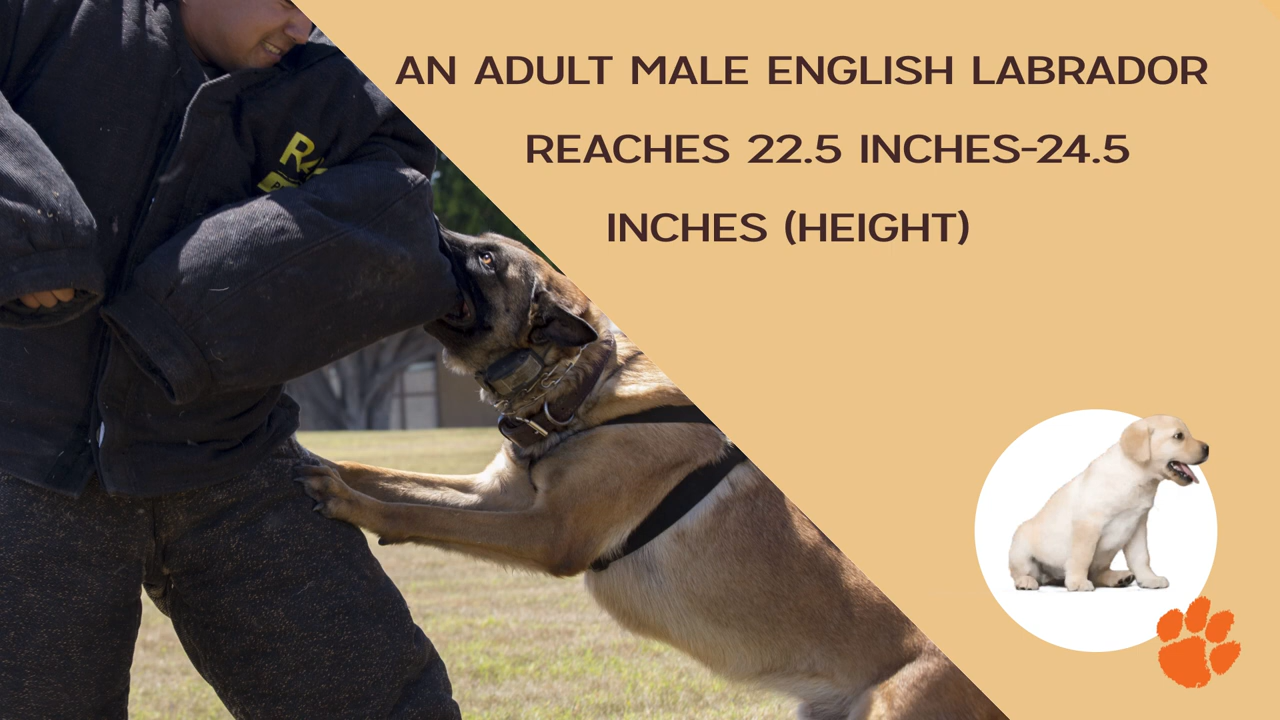 AN ADULT MALE ENGLISH LABRADOR
REACHES 22.5 INCHES-24.5
INCHES (HEIGHT)